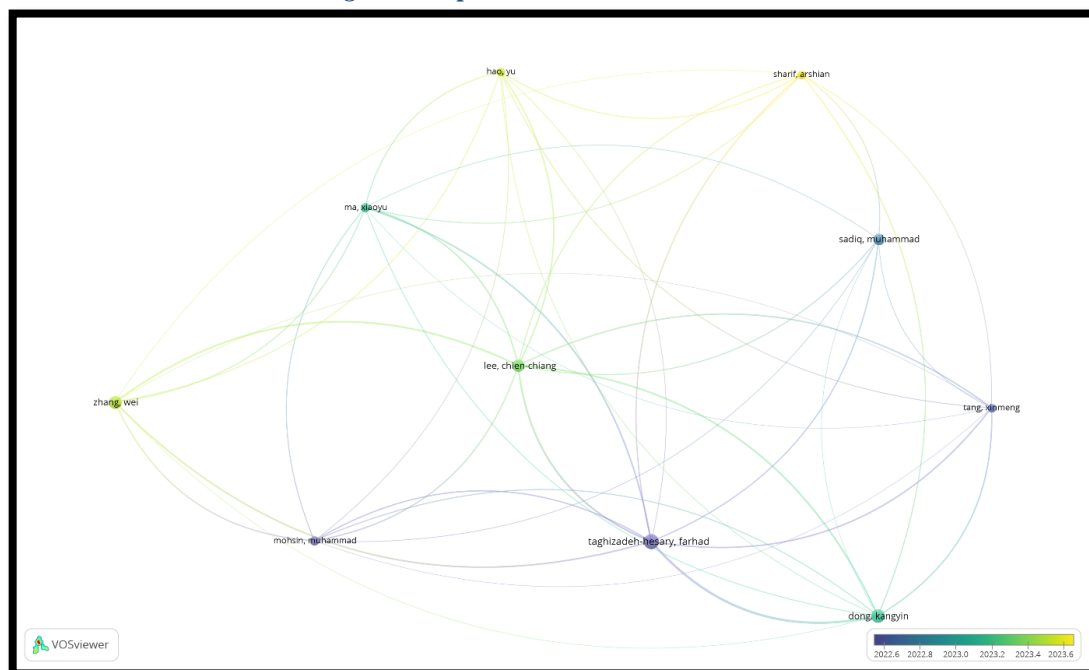 hao, yu
sharif, arshian
ma, xiaoyu
sadiq, muhammad
lee, chien-chiang
zhang, wei
tang, xinmeng
mohsin, muhammad
taghizadeh-hesary, farhad
dong, kangyin
VOSviewer
2022.6 2022.8 2023.0 2023.2 2023.4 2023.6